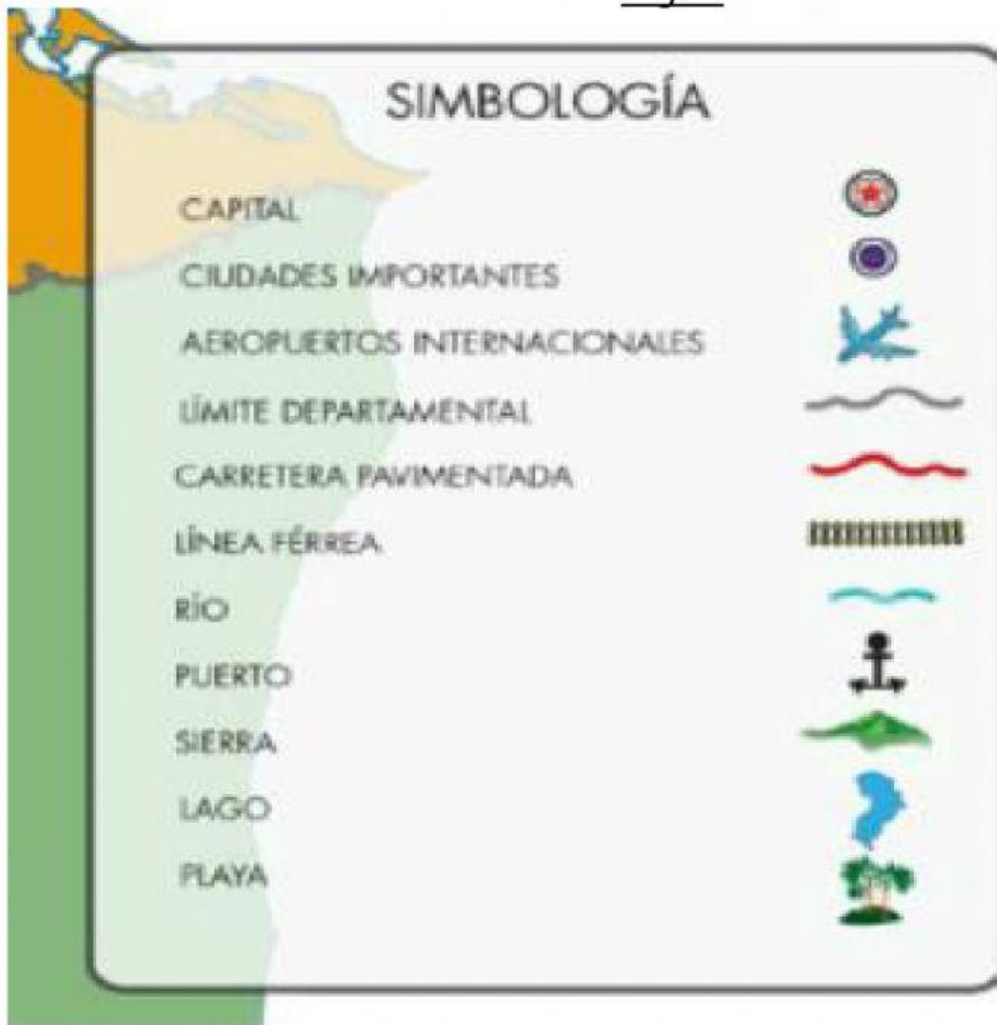 SIMBOLOGÍA
CAPITAL
CIUDADES IMPORTANTES
AEROPUERTOS INTERNACIONALES
LÍMITE DEPARTAMENTAL
CARRETERA PAVIMENTADA
LÍNEA FÉRREA
RÍO
PUERTO
SIERRA
LAGO
PLAYA